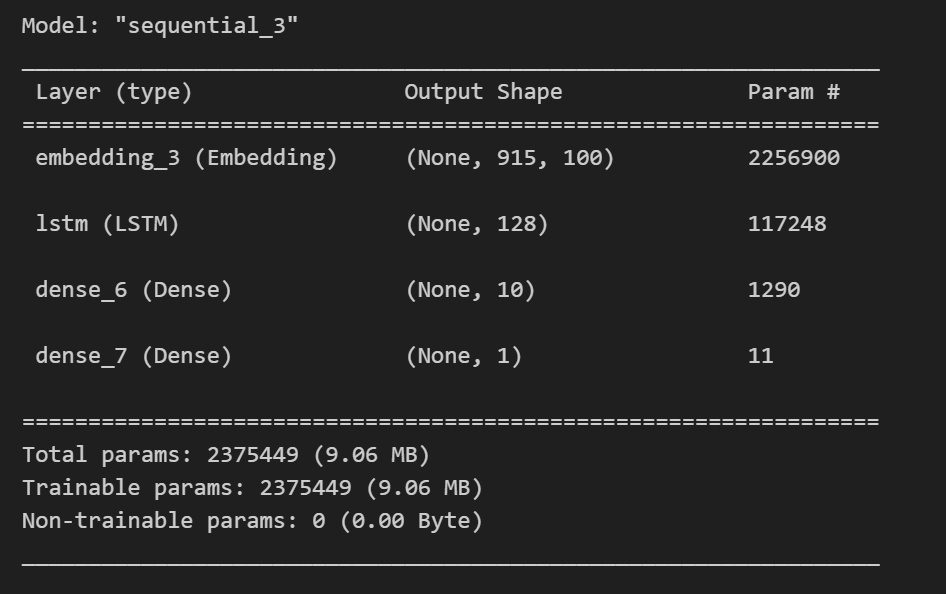 Model: "sequential_3"
_________________________________________________________________
Layer (type)                Output Shape              Param #
=================================================================
embedding_3 (Embedding)     (None, 915, 100)          2256900
lstm (LSTM)                 (None, 128)               117248
dense_6 (Dense)             (None, 10)                1290
dense_7 (Dense)             (None, 1)                 11
=================================================================
Total params: 2375449 (9.06 MB)
Trainable params: 2375449 (9.06 MB)
Non-trainable params: 0 (0.00 Byte)
_________________________________________________________________